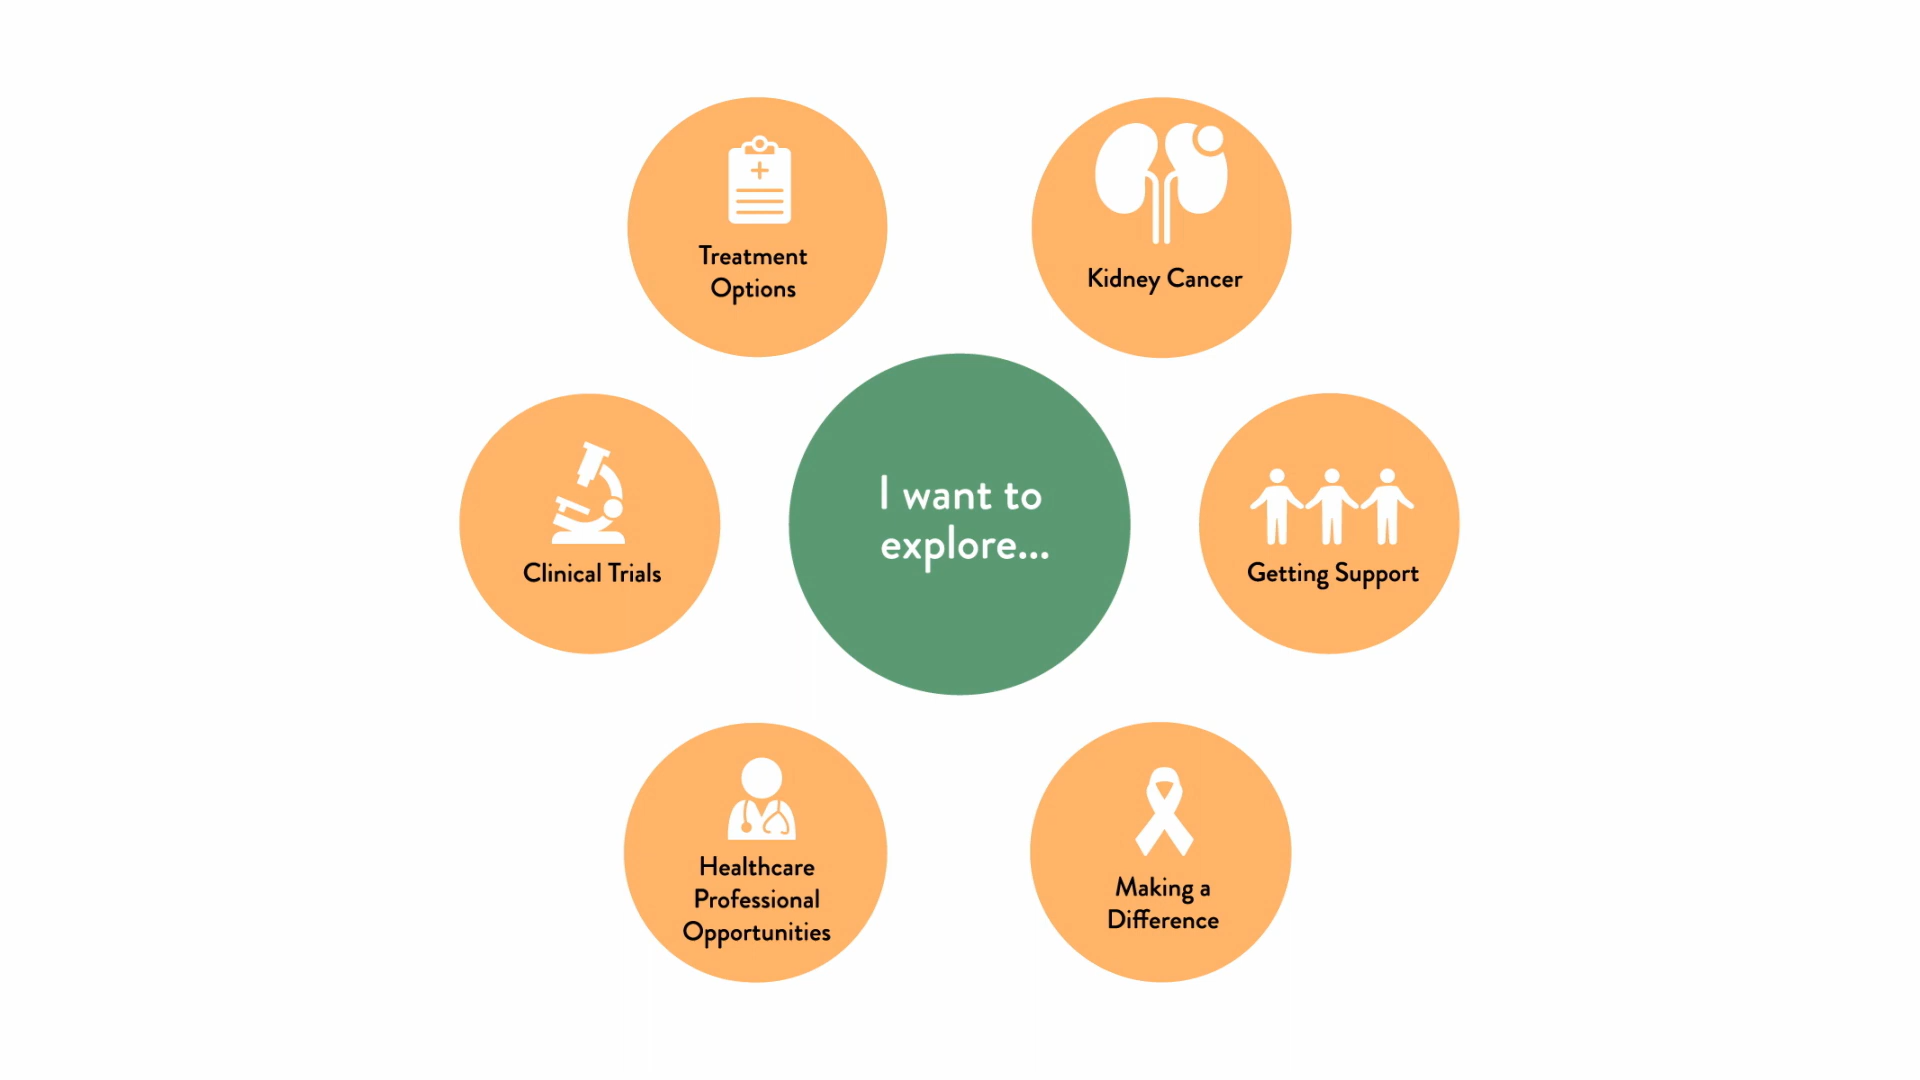 Treatment
Options
Kidney Cancer
I want to
explore...
Clinical Trials
Getting Support
Healthcare
Professional
Opportunities
Making a
Difference